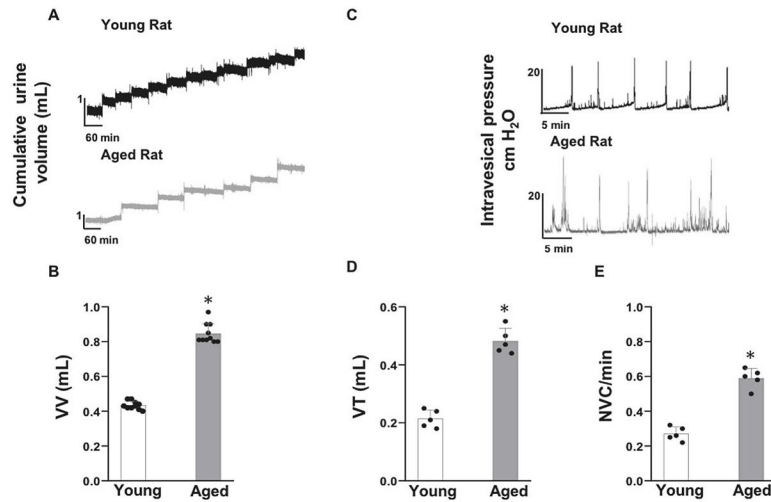 A
Young Rat
Cumulative urine
volume (mL)
1
60 min
Aged Rat
1
60 min
C
Young Rat
Intravesical pressure
cm H₂O
20
5 min
Aged Rat
20
5 min
B
VV (mL)
1.0
0.8
0.6
0.4
0.2
0.0
*
Young
Aged
D
VT (mL)
0.6
0.4
0.2
0.0
*
Young
Aged
E
NVC/min
1.0
0.8
0.6
0.4
0.2
0.0
*
Young
Aged